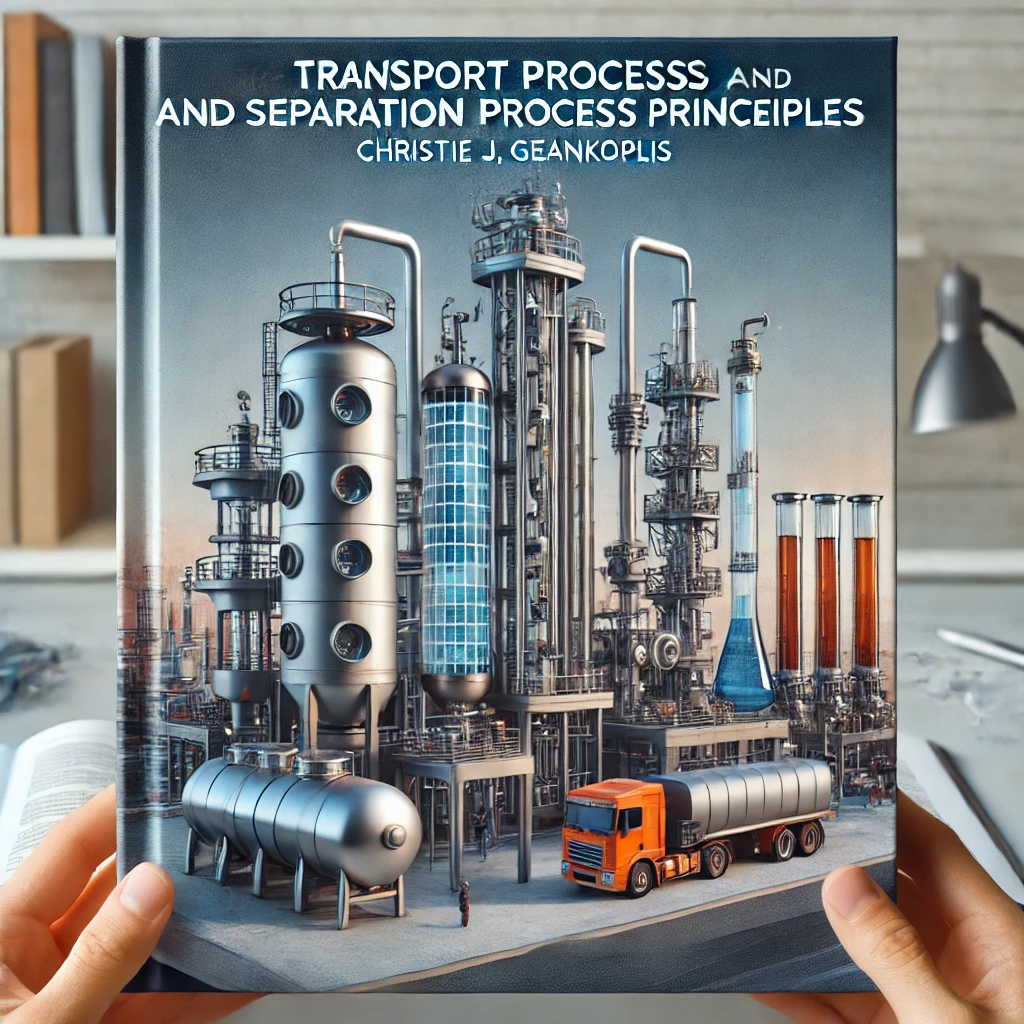 TRANSPORT PROCESSS AND
AND SEPARATION PROCESS PRINCEIPLES
CHRISTIE J, GEANKOPLIS